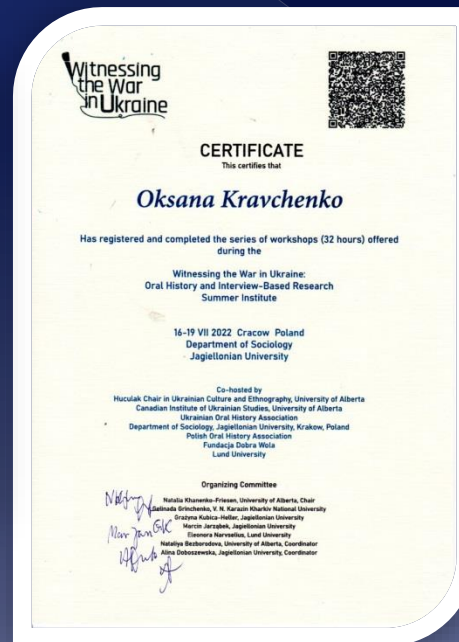 Witnessing
the War
in Ukraine
CERTIFICATE
This certifies that
Oksana Kravchenko
Has registered and completed the series of workshops (32 hours) offered
during the
Witnessing the War in Ukraine:
Oral History and Interview-Based Research
Summer Institute
16-19 VII 2022 Cracow Poland
Department of Sociology
Jagiellonian University
Co-hosted by
Huculak Chair in Ukrainian Culture and Ethnography, University of Alberta
Canadian Institute of Ukrainian Studies, University of Alberta
Ukrainian Oral History Association
Department of Sociology, Jagiellonian University, Krakow, Poland
Polish Oral History Association
Fundacja Dobra Wola
Lund University
Organizing Committee
Natalia Khanenko-Friesen, University of Alberta, Chair
Gelinada Grinchenko, V. N. Karazin Kharkiv National University
Grażyna Kubica-Heller, Jagiellonian University
Marcin Jarząbek, Jagiellonian University
Eleonora Narvselius, Lund University
Nataliya Bezborodova, University of Alberta, Coordinator
Alina Doboszewska, Jagiellonian University, Coordinator